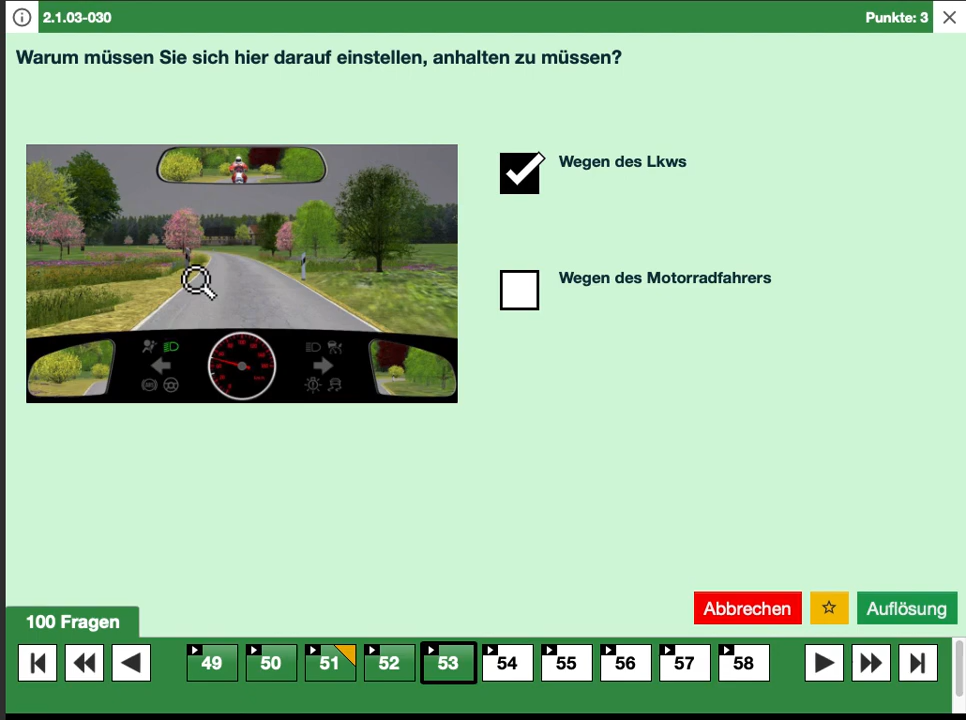 2.1.03-030
Punkte: 3
Warum müssen Sie sich hier darauf einstellen, anhalten zu müssen?
Wegen des Lkws
Wegen des Motorradfahrers
Abbrechen
Auflösung
100 Fragen
49
50
51
52
53
54
55
56
57
58